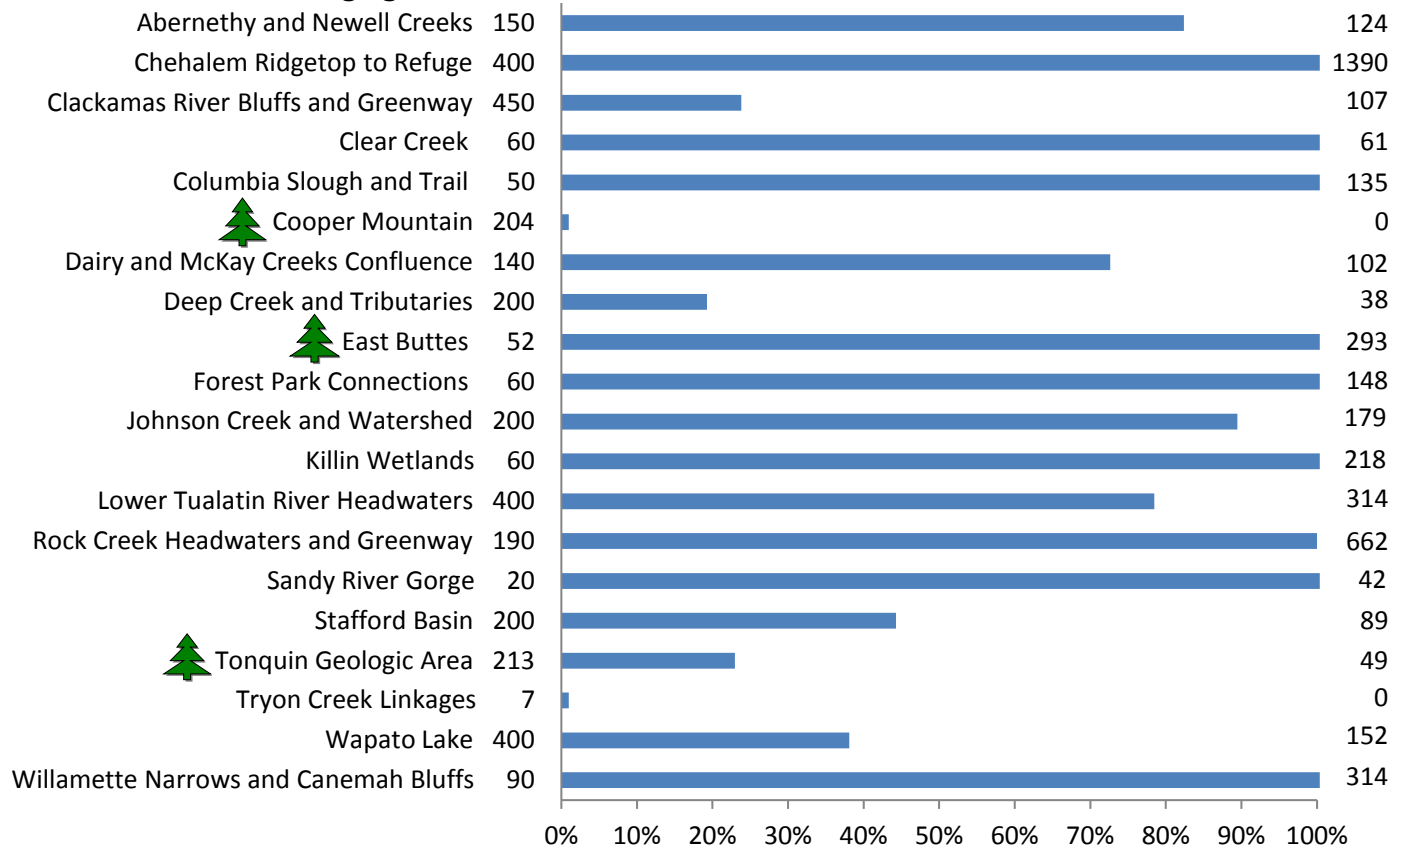 Abernethy and Newell Creeks 150 124
Chehalem Ridgetop to Refuge 400 1390
Clackamas River Bluffs and Greenway 450 107
Clear Creek 60 61
Columbia Slough and Trail 50 135
Cooper Mountain 204 0
Dairy and McKay Creeks Confluence 140 102
Deep Creek and Tributaries 200 38
East Buttes 52 293
Forest Park Connections 60 148
Johnson Creek and Watershed 200 179
Killin Wetlands 60 218
Lower Tualatin River Headwaters 400 314
Rock Creek Headwaters and Greenway 190 662
Sandy River Gorge 20 42
Stafford Basin 200 89
Tonquin Geologic Area 213 49
Tryon Creek Linkages 7 0
Wapato Lake 400 152
Willamette Narrows and Canemah Bluffs 90 314
0% 10% 20% 30% 40% 50% 60% 70% 80% 90% 100%